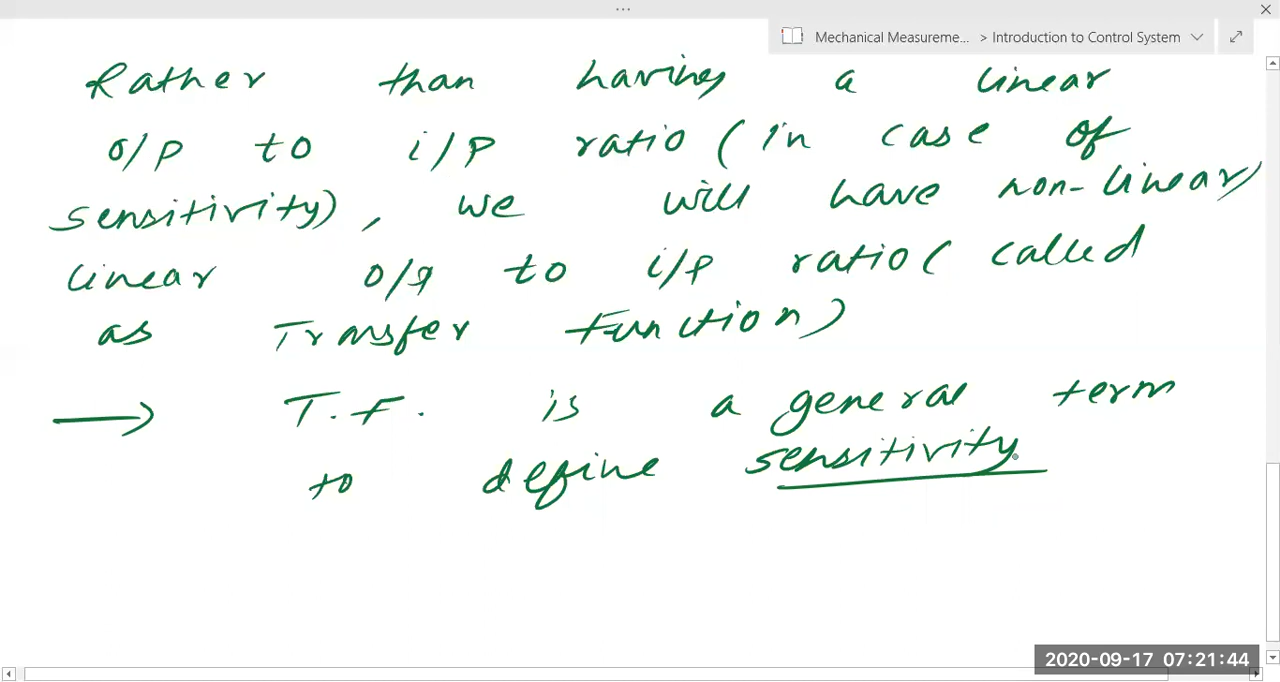 ...
Mechanical Measureme... > Introduction to Control System
Rather than having a linear
o/p to i/p ratio (in case of
sensitivity), we will have non-linear/
linear o/p to i/p ratio( called
as Transfer function)
→ T.F. is a general term
to define sensitivity
2020-09-17 07:21:44